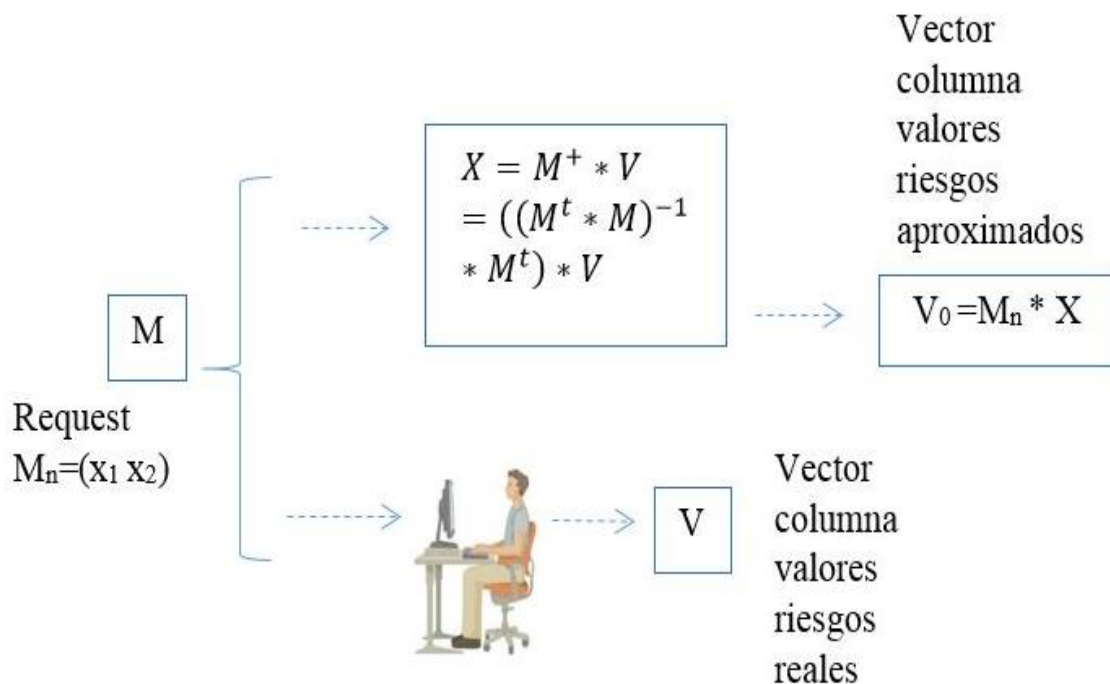 M
Request
Mₙ=(x₁ x₂)
𝑋 = 𝑀⁺ ∗ 𝑉
= ((𝑀ᵗ ∗ 𝑀)⁻¹
∗ 𝑀ᵗ) ∗ 𝑉
Vector
columna
valores
riesgos
aproximados
V₀ =Mₙ * X
V
Vector
columna
valores
riesgos
reales